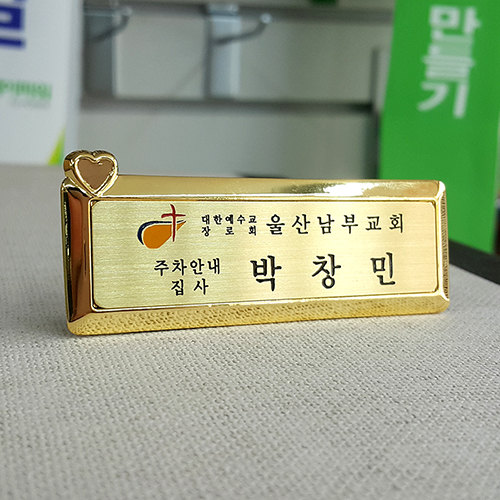 만들기
대한예수교
장로회 울산남부교회
주차안내
집사 박창민